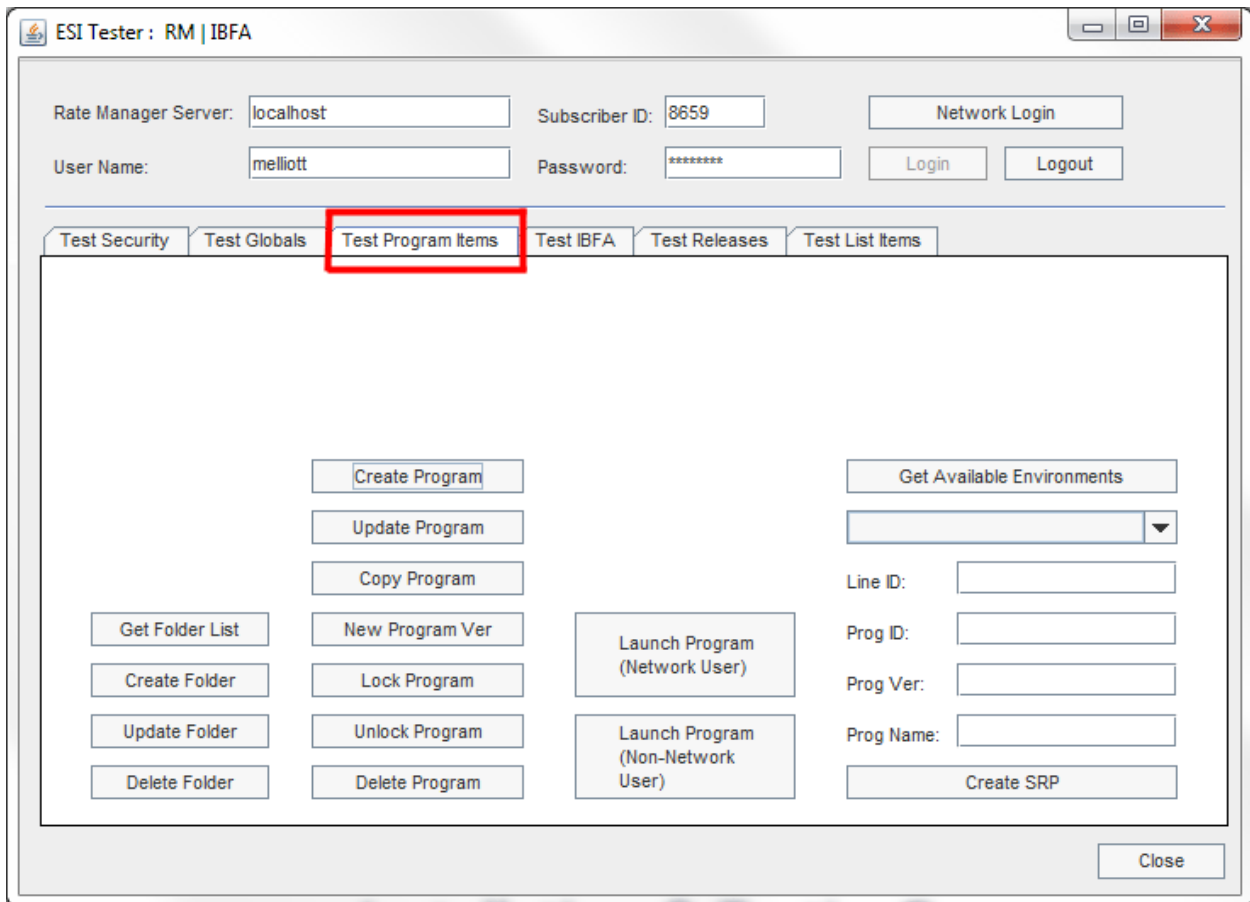 ESI Tester : RM | IBFA
Rate Manager Server: localhost Subscriber ID: 8659 Network Login
User Name: melliott Password: ******** Login Logout
Test Security Test Globals Test Program Items Test IBFA Test Releases Test List Items
Create Program Get Available Environments
Update Program
Copy Program Line ID:
Get Folder List New Program Ver Launch Program Prog ID:
(Network User)
Create Folder Lock Program Prog Ver:
Update Folder Unlock Program Launch Program Prog Name:
(Non-Network
Delete Folder Delete Program User) Create SRP
Close